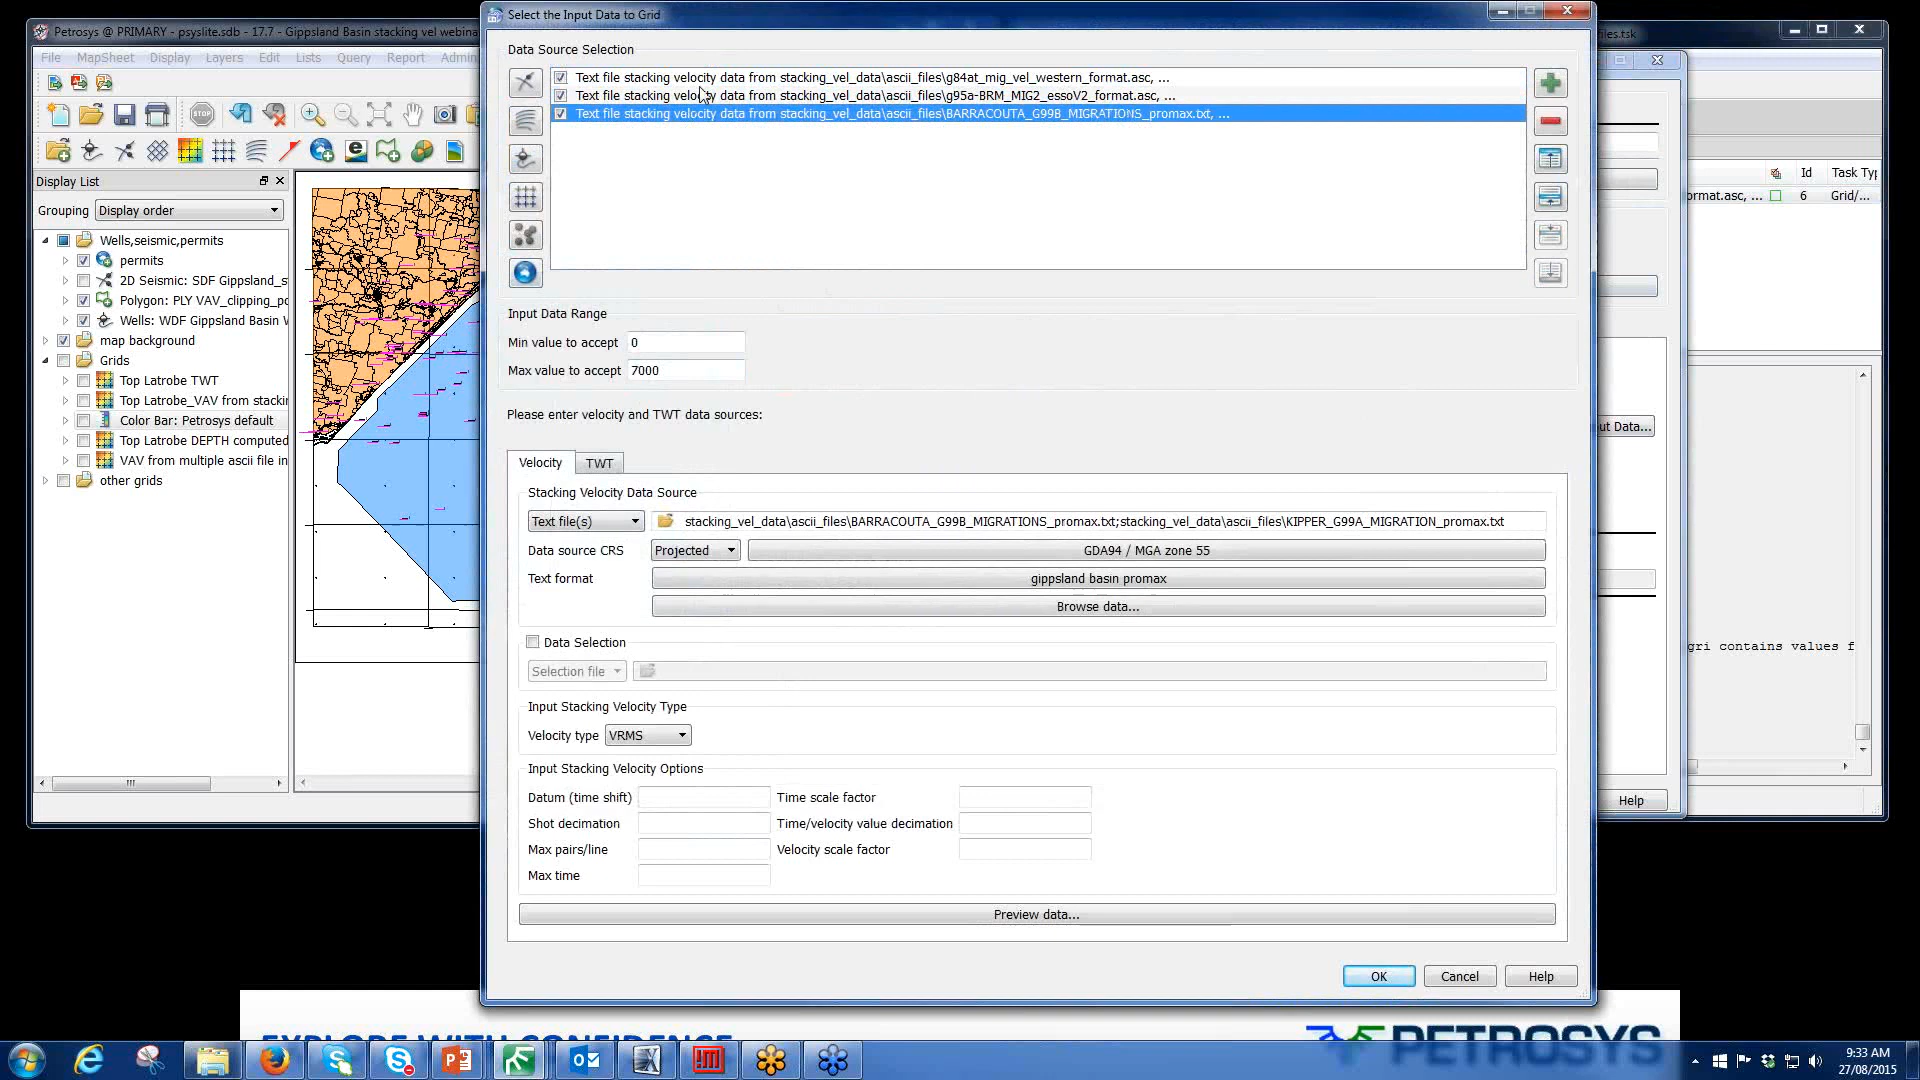 Petrosys @ PRIMARY - psyslite.sdb - 17.7 - Gippsland Basin stacking vel webina
File MapSheet Display Layers Edit Lists Query Report Admin
Display List
Grouping Display order
Wells,seismic,permits
permits
2D Seismic: SDF Gippsland_s
Polygon: PLY VAV_clipping_po
Wells: WDF Gippsland Basin W
map background
Grids
Top Latrobe TWT
Top Latrobe_VAV from stackin
Color Bar: Petrosys default
Top Latrobe DEPTH computed
VAV from multiple ascii file in
other grids
Select the Input Data to Grid
Data Source Selection
Text file stacking velocity data from stacking_vel_data\ascii_files\g84at_mig_vel_western_format.asc, ...
Text file stacking velocity data from stacking_vel_data\ascii_files\g95a-BRM_MIG2_essoV2_format.asc, ...
Text file stacking velocity data from stacking_vel_data\ascii_files\BARRACOUTA_G99B_MIGRATIONS_promax.txt, ...
Input Data Range
Min value to accept 0
Max value to accept 7000
Please enter velocity and TWT data sources:
Velocity TWT
Stacking Velocity Data Source
Text file(s) stacking_vel_data\ascii_files\BARRACOUTA_G99B_MIGRATIONS_promax.txt;stacking_vel_data\ascii_files\KIPPER_G99A_MIGRATION_promax.txt
Data source CRS Projected GDA94 / MGA zone 55
Text format gippsland basin promax
Browse data...
Data Selection
Selection file
Input Stacking Velocity Type
Velocity type VRMS
Input Stacking Velocity Options
Datum (time shift) Time scale factor
Shot decimation Time/velocity value decimation
Max pairs/line Velocity scale factor
Max time
Preview data...
OK Cancel Help
iles.tsk
Id Task Typ
ormat.asc, ... 6 Grid/...
ut Data...
gri contains values f
Help
EXPLORE WITH CONFIDENCE
PETROSYS
9:33 AM
27/08/2015